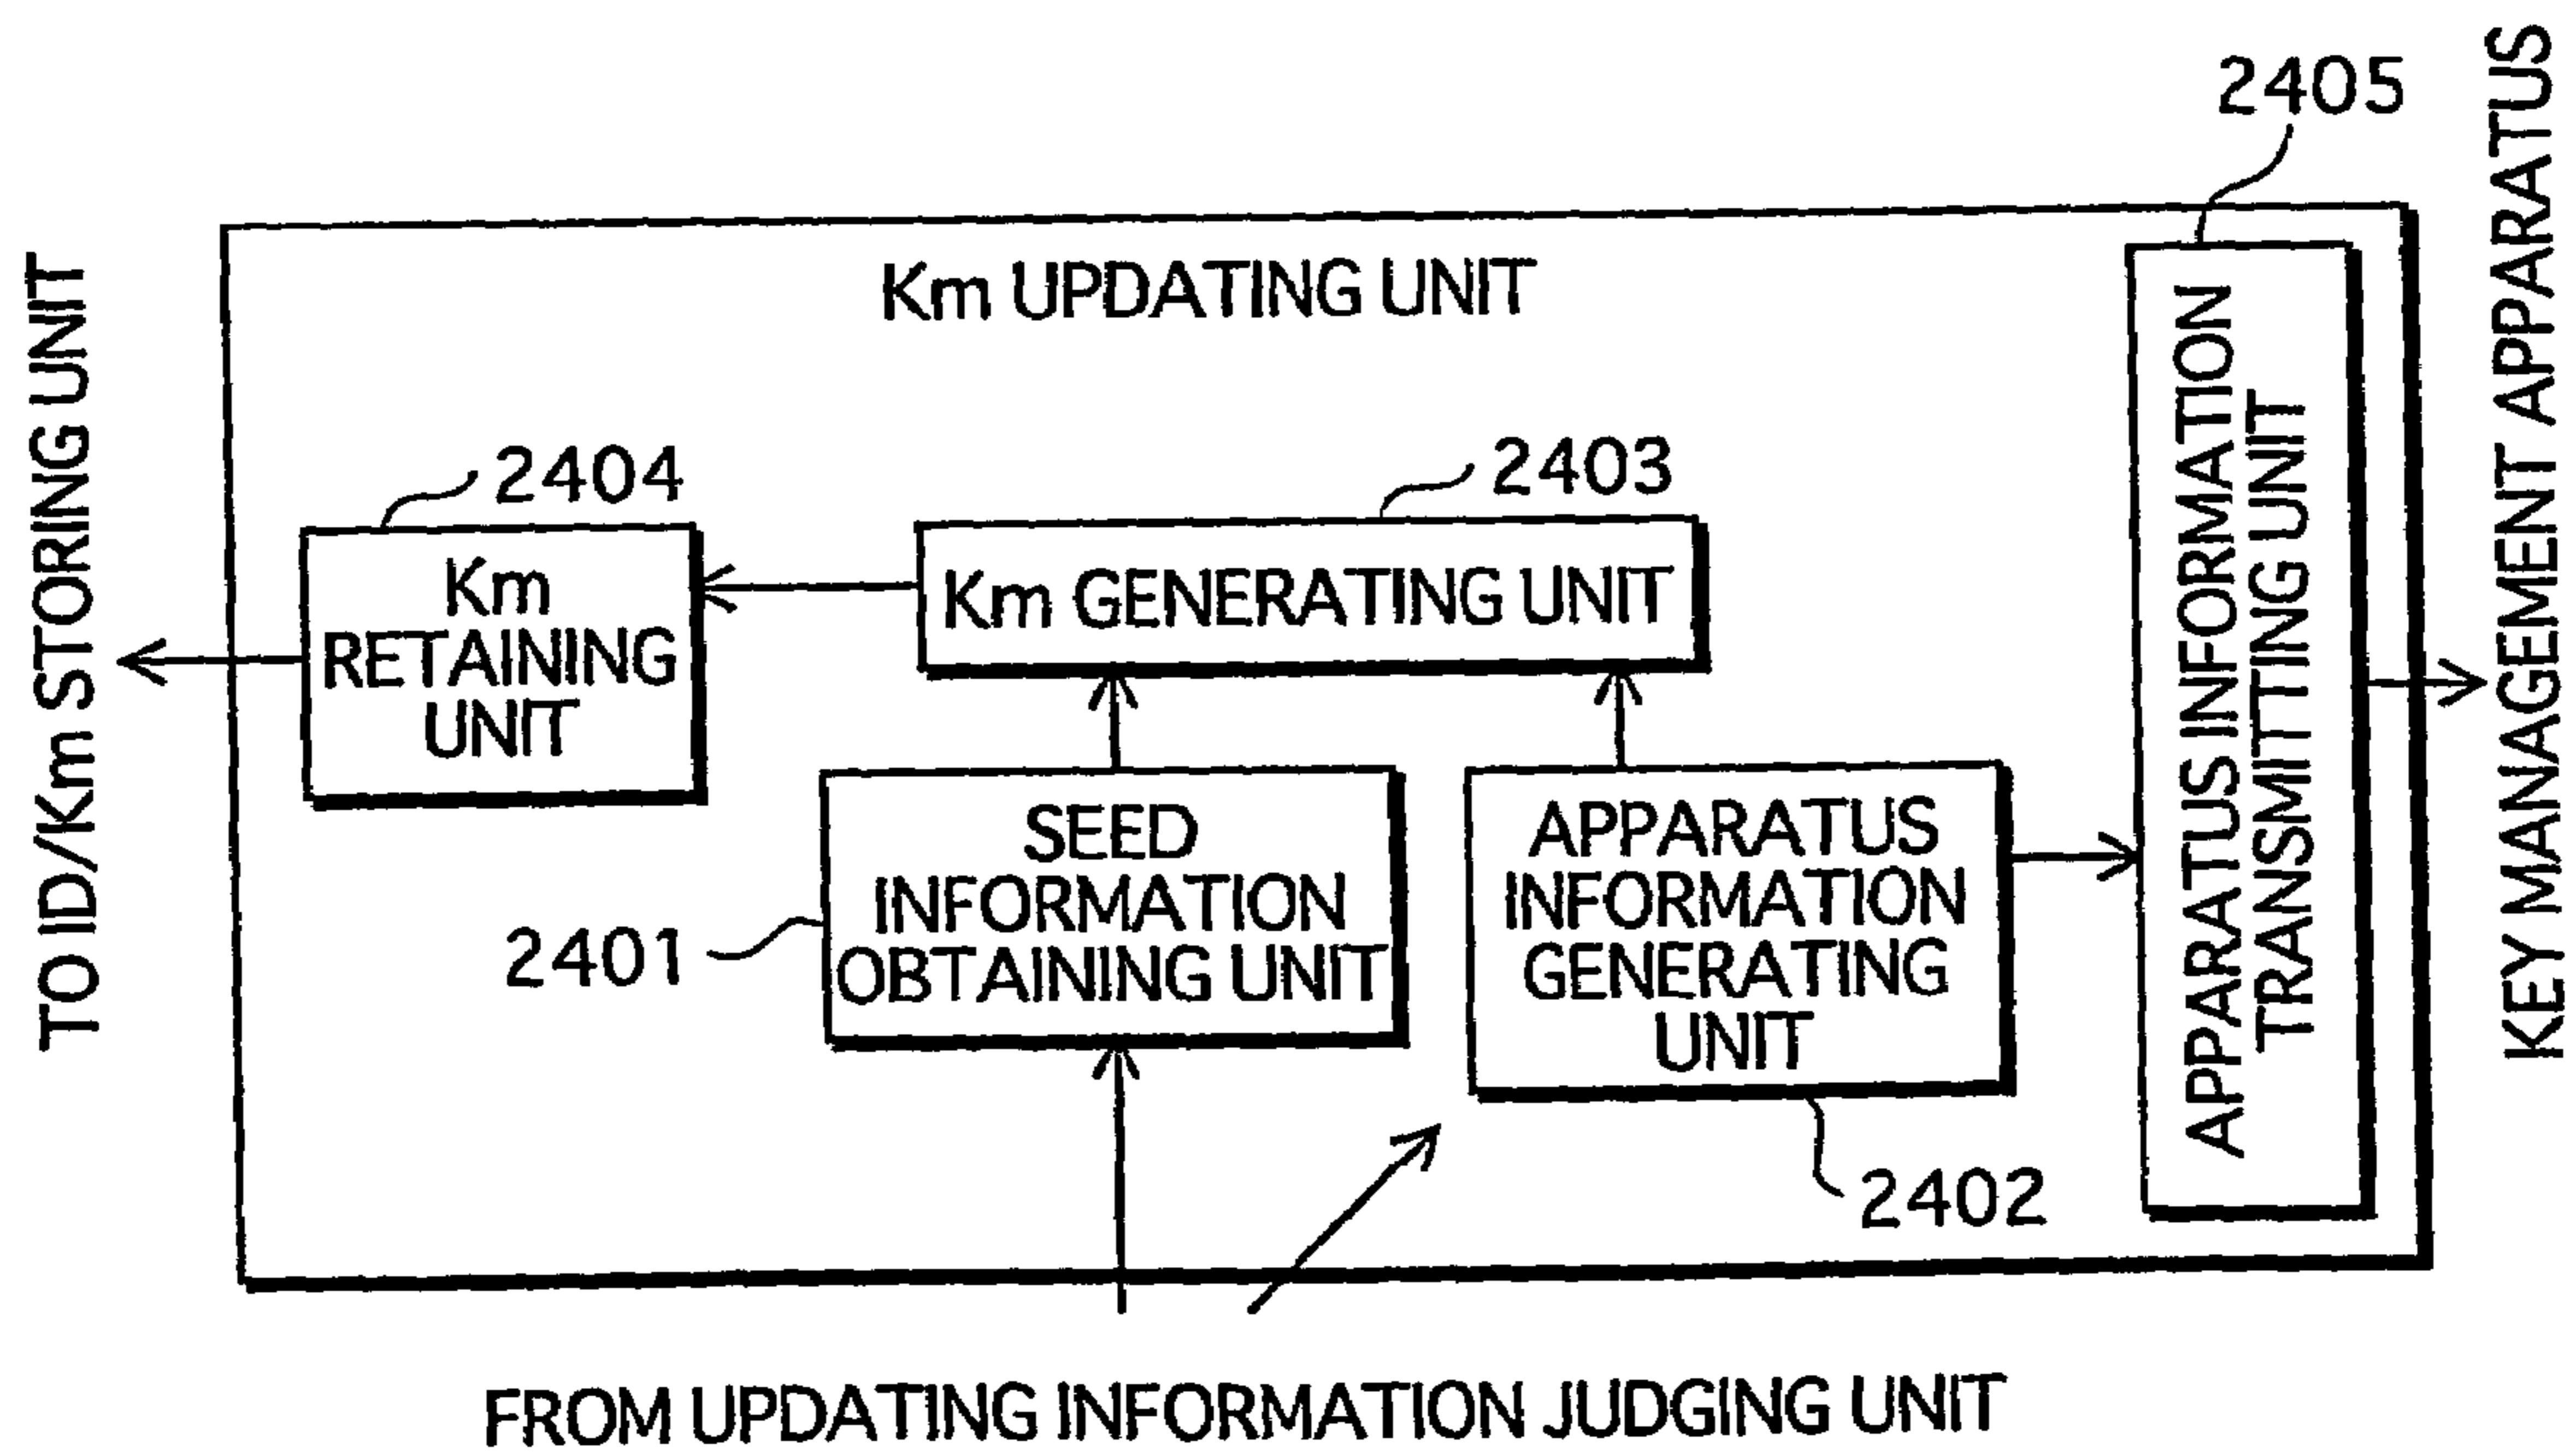 2405
Km UPDATING UNIT
TO ID/Km STORING UNIT
KEY MANAGEMENT APPARATUS
2404
2403
Km
RETAINING
UNIT
Km GENERATING UNIT
APPARATUS INFORMATION
TRANSMITTING UNIT
SEED
INFORMATION
OBTAINING UNIT
2401
APPARATUS
INFORMATION
GENERATING
UNIT
2402
FROM UPDATING INFORMATION JUDGING UNIT